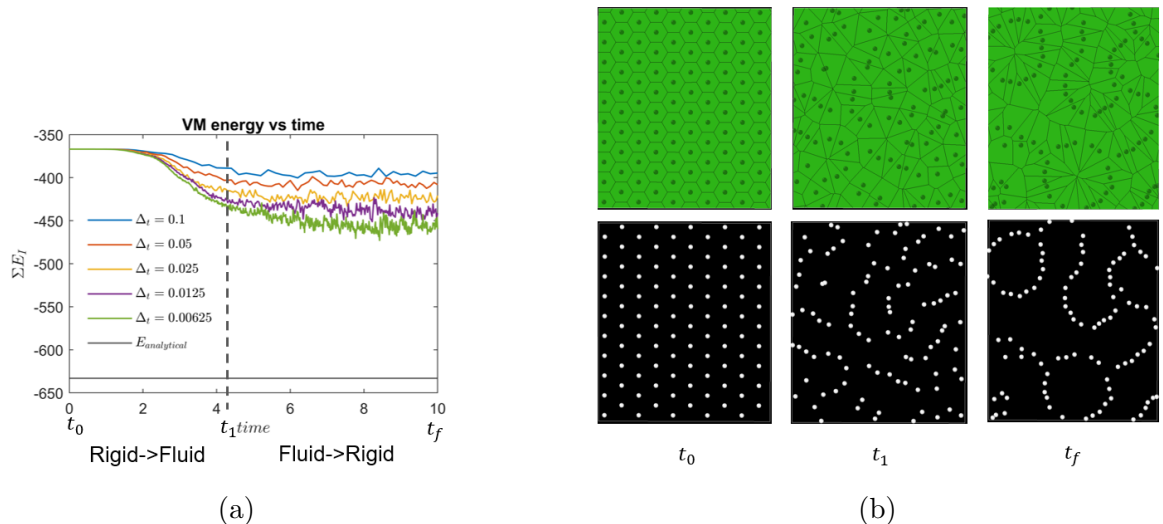 VM energy vs time
-350
-400
-450
-500
-550
-600
-650
ΣE_I
Δ_t = 0.1
Δ_t = 0.05
Δ_t = 0.025
Δ_t = 0.0125
Δ_t = 0.00625
E_analytical
0 2 4 6 8 10
t_0 t_1 time t_f
Rigid->Fluid Fluid->Rigid
(a)
t_0 t_1 t_f
(b)